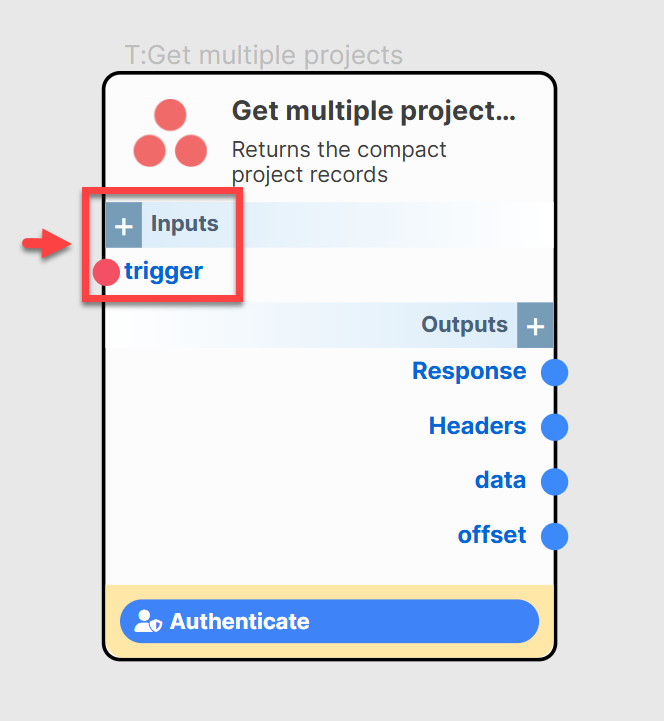 T:Get multiple projects
Get multiple project...
Returns the compact
project records
+ Inputs
trigger
Outputs +
Response
Headers
data
offset
Authenticate